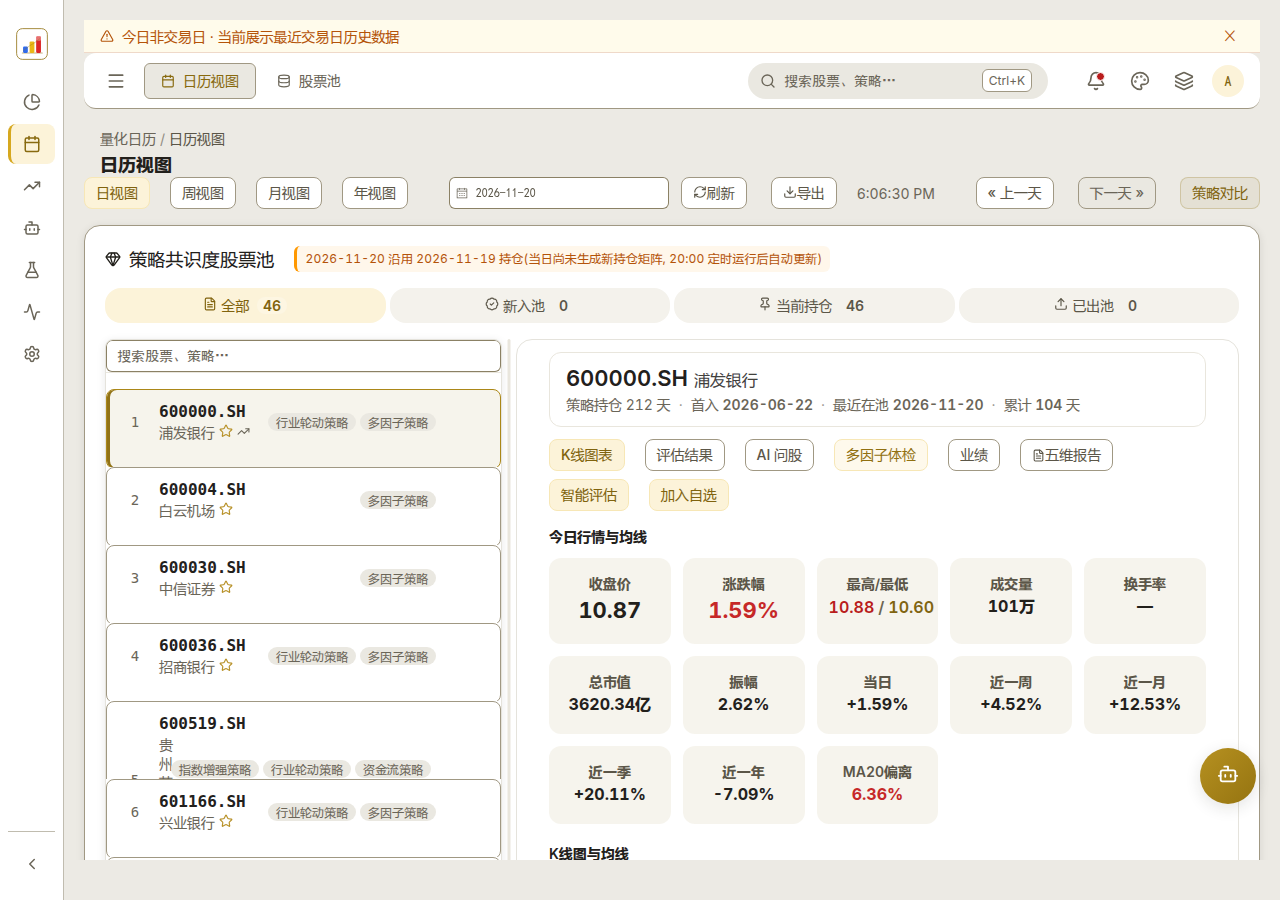 今日非交易日 · 当前展示最近交易日历史数据
日历视图
股票池
搜索股票、策略…
Ctrl+K
A
量化日历 / 日历视图
日历视图
日视图
周视图
月视图
年视图
2026-11-20
刷新
导出
6:06:30 PM
« 上一天
下一天 »
策略对比
策略共识度股票池
2026-11-20 沿用 2026-11-19 持仓(当日尚未生成新持仓矩阵, 20:00 定时运行后自动更新)
全部 46
新入池 0
当前持仓 46
已出池 0
搜索股票、策略…
1
600000.SH
浦发银行
行业轮动策略
多因子策略
2
600004.SH
白云机场
多因子策略
3
600030.SH
中信证券
多因子策略
4
600036.SH
招商银行
行业轮动策略
多因子策略
600519.SH
贵
州
指数增强策略
行业轮动策略
资金流策略
6
601166.SH
兴业银行
行业轮动策略
多因子策略
600000.SH 浦发银行
策略持仓 212 天 · 首入 2026-06-22 · 最近在池 2026-11-20 · 累计 104 天
K线图表
评估结果
AI 问股
多因子体检
业绩
五维报告
智能评估
加入自选
今日行情与均线
收盘价
10.87
涨跌幅
1.59%
最高/最低
10.88 / 10.60
成交量
101万
换手率
—
总市值
3620.34亿
振幅
2.62%
当日
+1.59%
近一周
+4.52%
近一月
+12.53%
近一季
+20.11%
近一年
-7.09%
MA20偏离
6.36%
K线图与均线